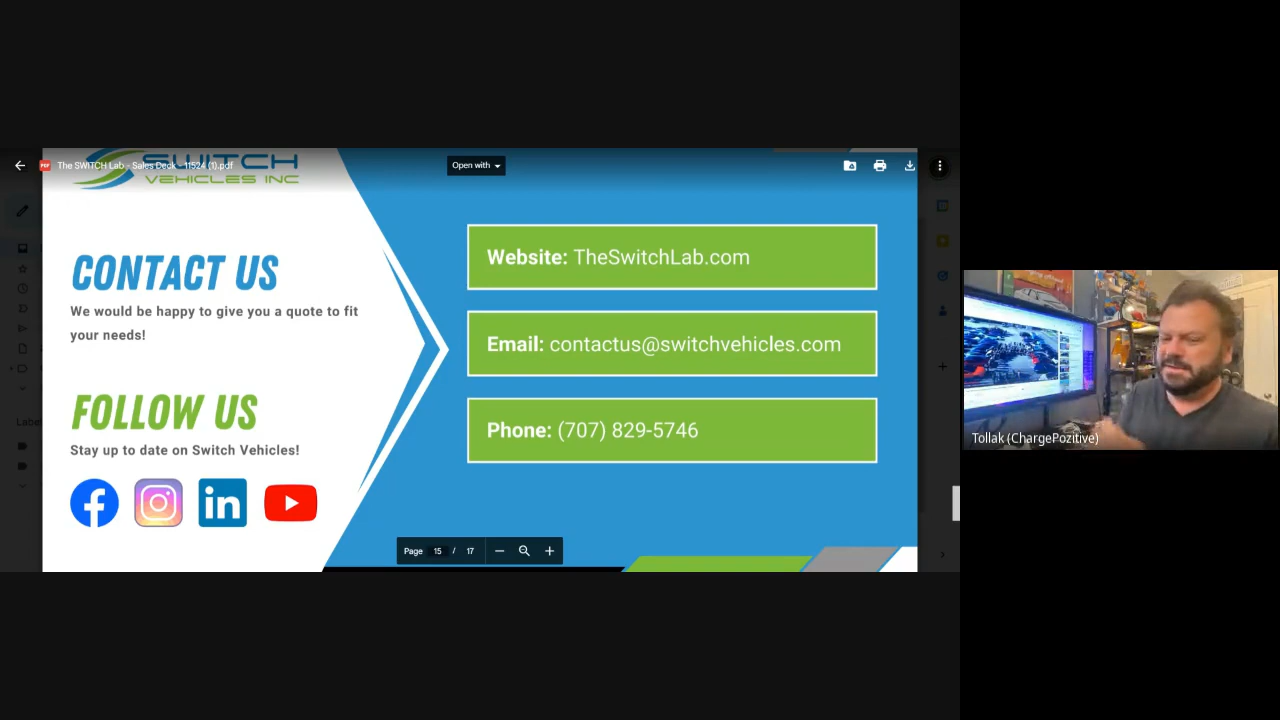 The SWITCH Lab - Sales Deck - 11524 (1).pdf
Open with
SWITCH
VEHICLES INC
CONTACT US
We would be happy to give you a quote to fit
your needs!
FOLLOW US
Stay up to date on Switch Vehicles!
in
Website: TheSwitchLab.com
Email: contactus@switchvehicles.com
Phone: (707) 829-5746
Page 15 / 17
Label
Tollak (ChargePozitive)